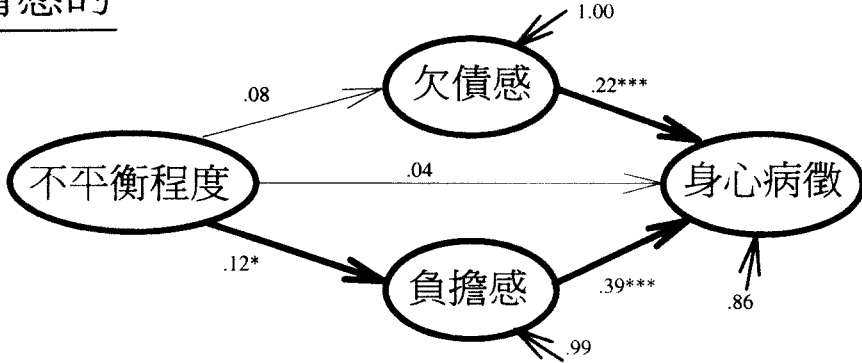 1.00
欠債感
.08
.22***
不平衡程度
.04
身心病徵
.12*
負擔感
.39***
.86
.99